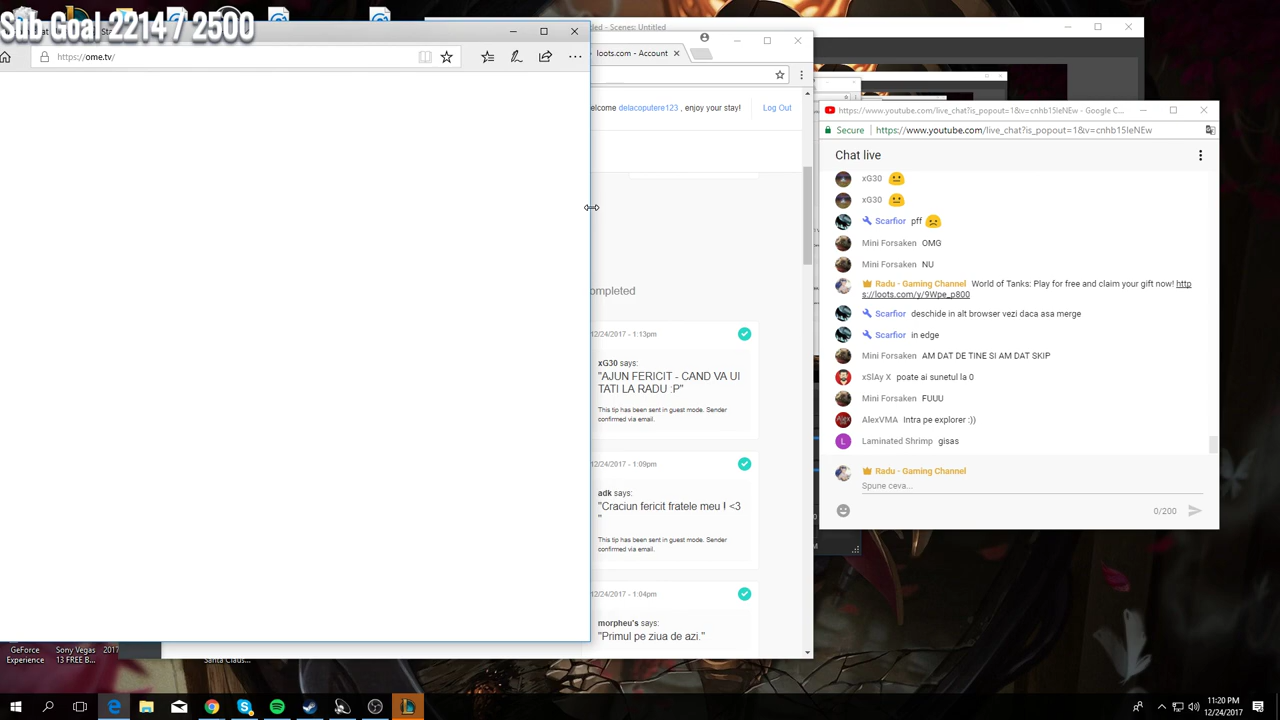 Sub Goal 2214 / 2500
https://ome.tv/
ded - Scenes: Untitled
loots.com - Account
elcome delacoputere123 , enjoy your stay!
Log Out
ompleted
12/24/2017 - 1:13pm
xG30 says:
"AJUN FERICIT - CAND VA UI
TATI LA RADU :P"
This tip has been sent in guest mode. Sender
confirmed via email.
12/24/2017 - 1:09pm
adk says:
"Craciun fericit fratele meu ! <3
"
This tip has been sent in guest mode. Sender
confirmed via email.
12/24/2017 - 1:04pm
morpheu's says:
"Primul pe ziua de azi."
https://www.youtube.com/live_chat?is_popout=1&v=cnhb15leNEw - Google C...
Secure
https://www.youtube.com/live_chat?is_popout=1&v=cnhb15leNEw
Chat live
xG30 😐
xG30 😐
Scarfior pff ☹
Mini Forsaken OMG
Mini Forsaken NU
Radu - Gaming Channel World of Tanks: Play for free and claim your gift now! http
s://loots.com/y/9Wpe_p800
Scarfior deschide in alt browser vezi daca asa merge
Scarfior in edge
Mini Forsaken AM DAT DE TINE SI AM DAT SKIP
xSlAy X poate ai sunetul la 0
Mini Forsaken FUUU
AlexVMA Intra pe explorer :))
L Laminated Shrimp gisas
Radu - Gaming Channel
Spune ceva...
0/200
GeForce
Experience
Sony Vegas
13 FREE B...
2017
Santa Claus...
11:20 PM
12/24/2017